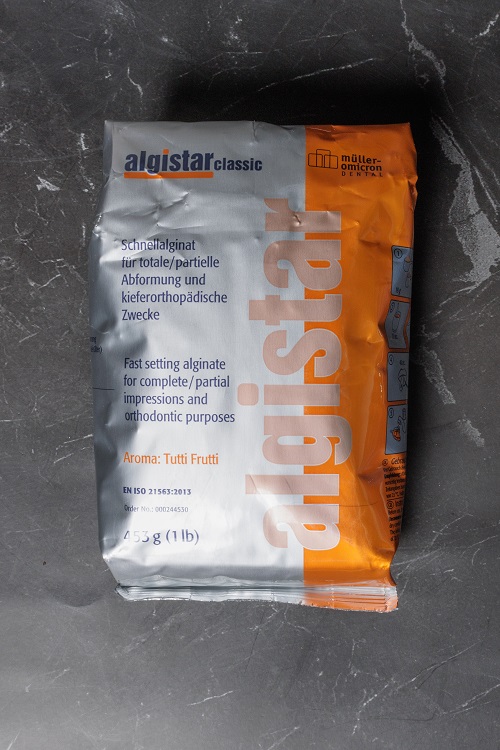 algistar classic
müller-
omicron
DENTAL
Schnellalginat
für totale/partielle
Abformung und
kieferorthopädische
Zwecke
Fast setting alginate
for complete/partial
impressions and
orthodontic purposes
Aroma: Tutti Frutti
EN ISO 21563:2013
Order No.: 000244530
453 g (1 lb)
algistar